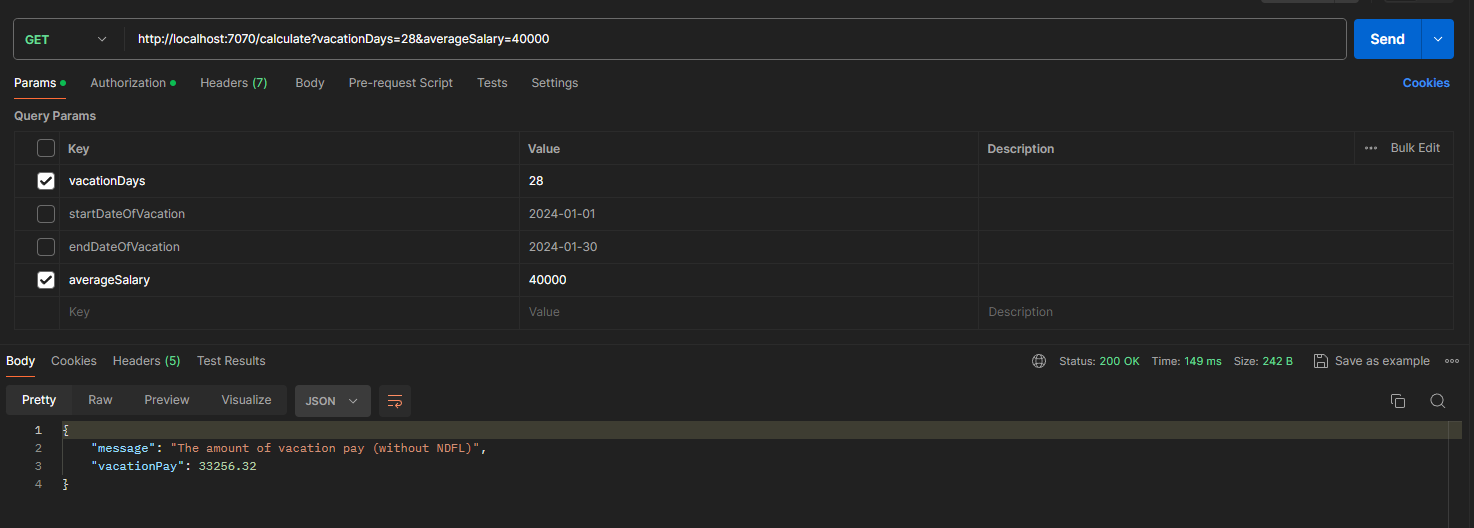 GET http://localhost:7070/calculate?vacationDays=28&averageSalary=40000 Send
Params Authorization Headers (7) Body Pre-request Script Tests Settings Cookies
Query Params
Key Value Description ••• Bulk Edit
vacationDays 28
startDateOfVacation 2024-01-01
endDateOfVacation 2024-01-30
averageSalary 40000
Key Value Description
Body Cookies Headers (5) Test Results Status: 200 OK Time: 149 ms Size: 242 B Save as example
Pretty Raw Preview Visualize JSON
1 {
2 "message": "The amount of vacation pay (without NDFL)",
3 "vacationPay": 33256.32
4 }